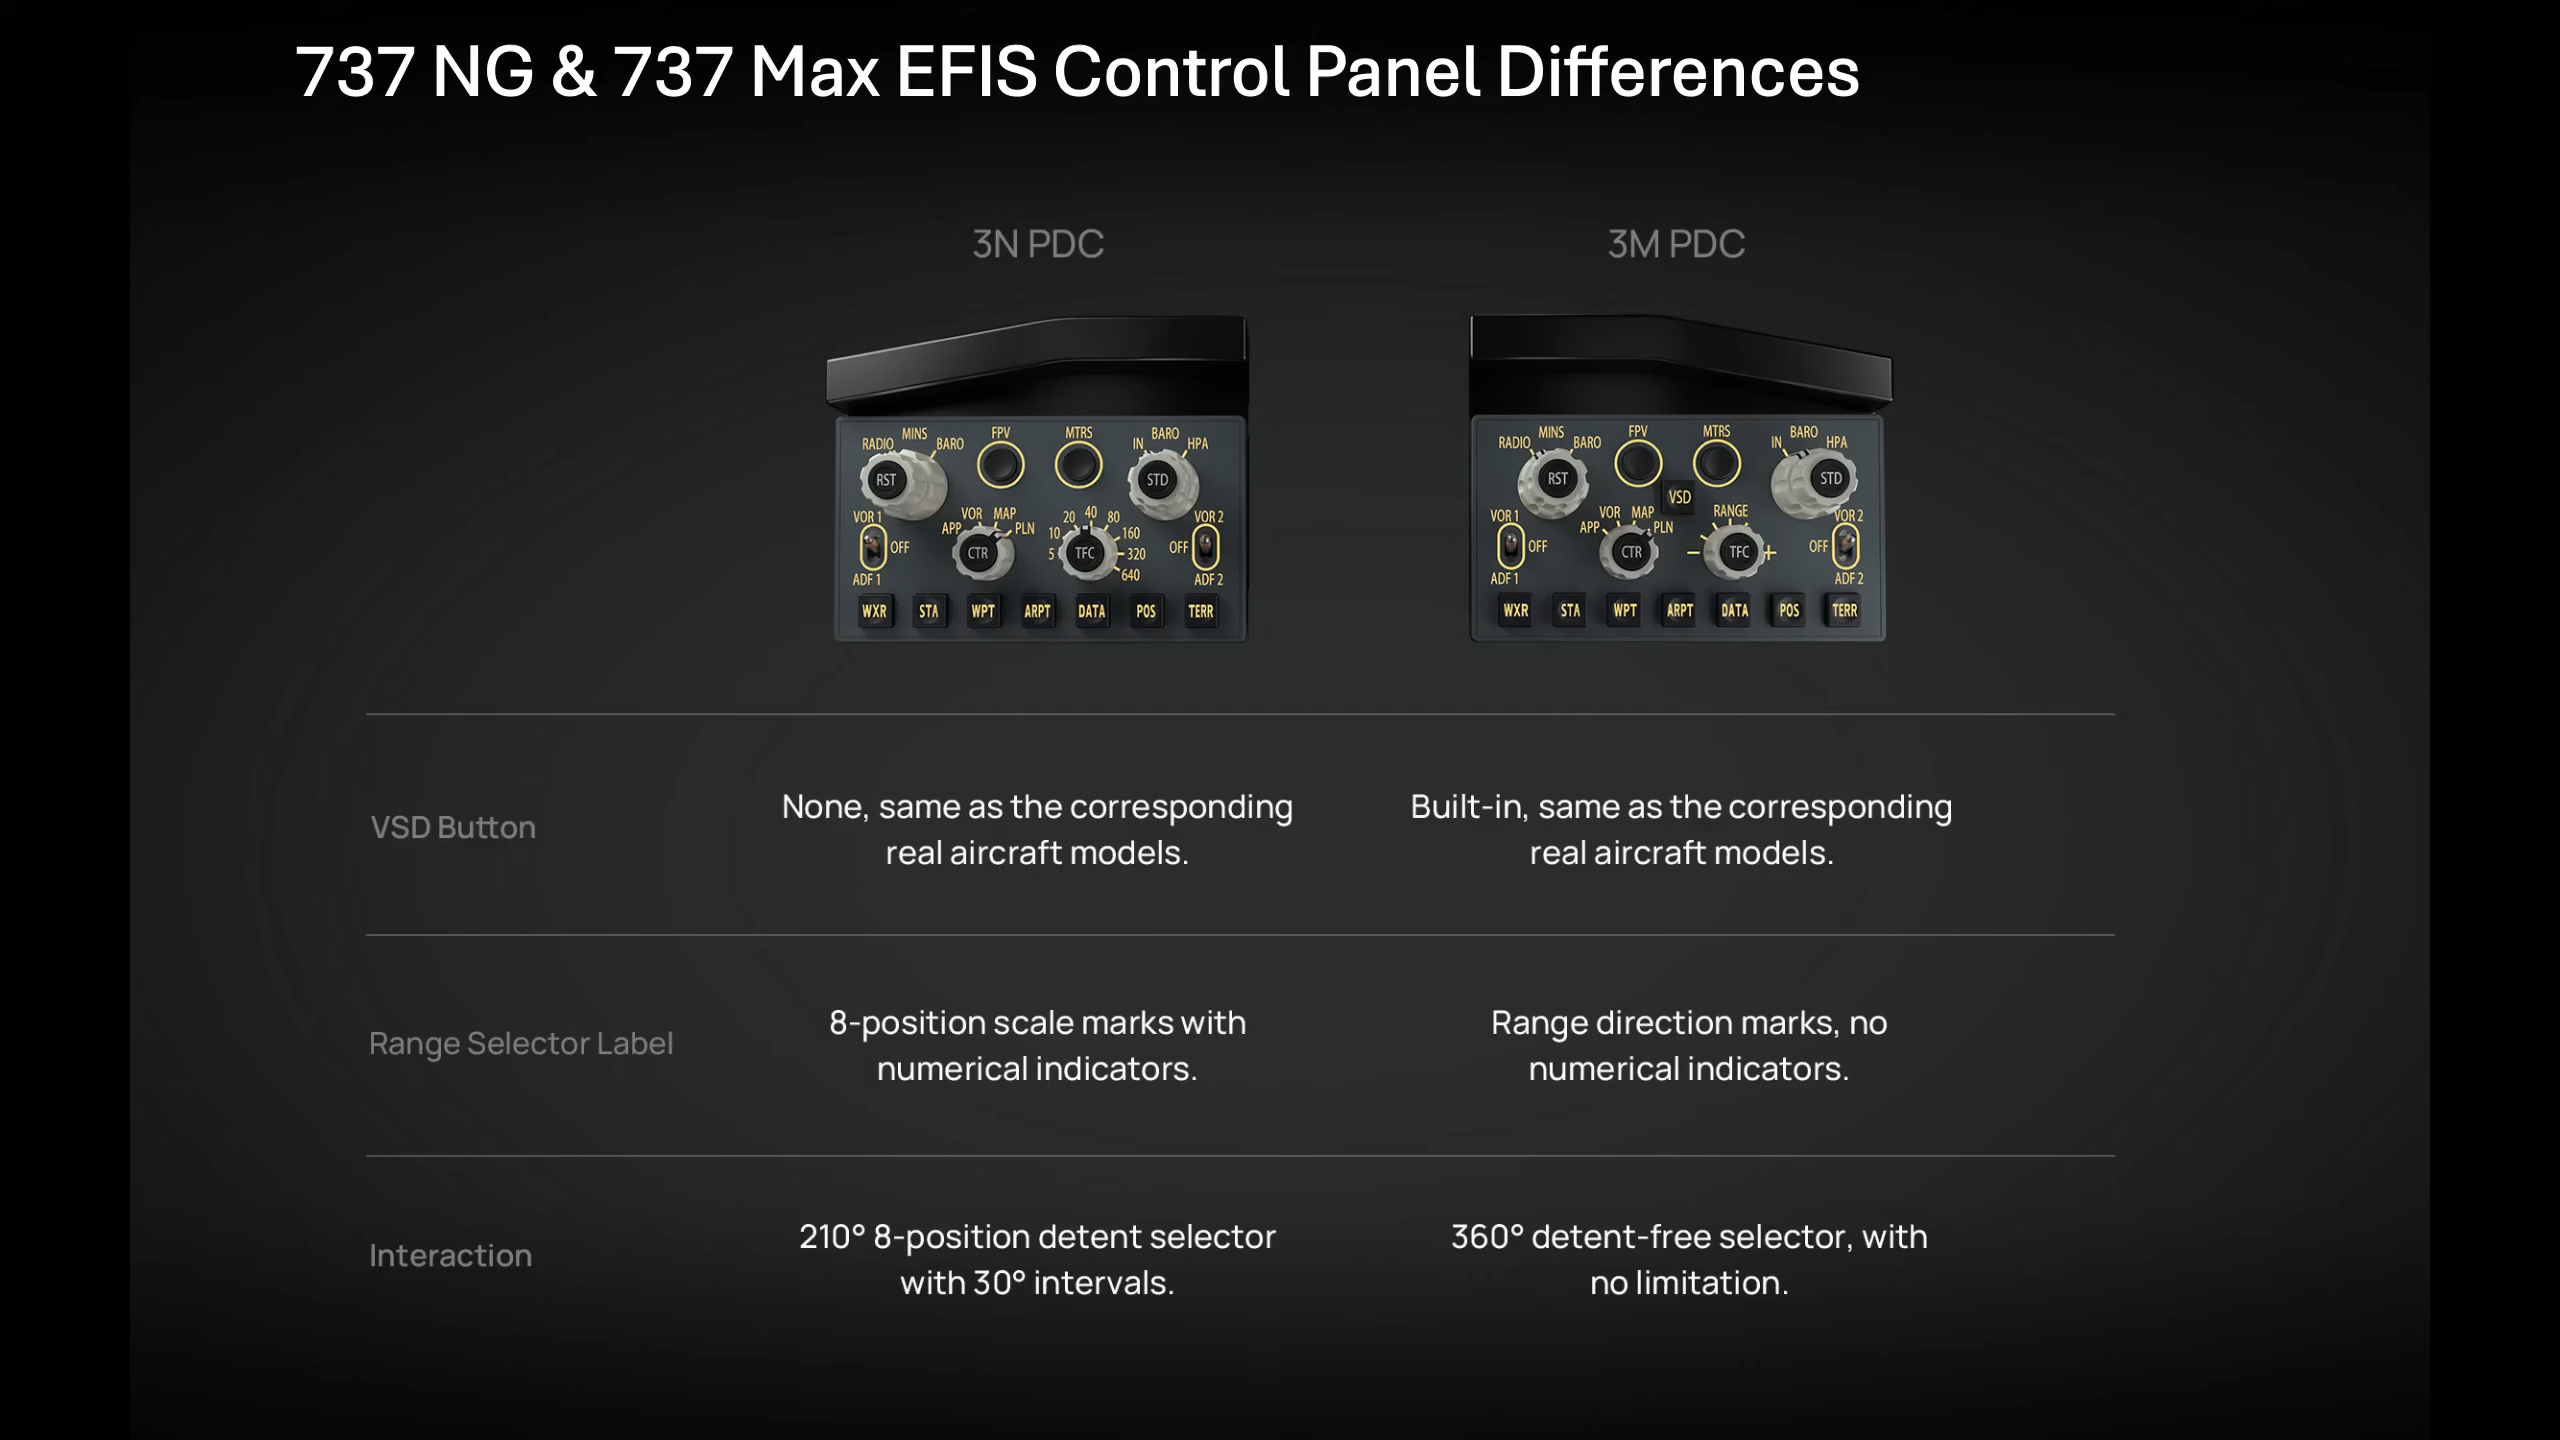 737 NG & 737 Max EFIS Control Panel Differences
3N PDC 3M PDC
RADIO MINS BARO FPV MTRS IN BARO HPA
RST STD
VOR 1 OFF ADF 1
APP VOR MAP PLN
CTR
5 10 20 40 80 160 320 640
TFC
VOR 2 OFF ADF 2
WXR STA WPT ARPT DATA POS TERR
RADIO MINS BARO FPV MTRS IN BARO HPA
RST VSD STD
VOR 1 OFF ADF 1
APP VOR MAP PLN
CTR
RANGE
− TFC +
VOR 2 OFF ADF 2
WXR STA WPT ARPT DATA POS TERR
VSD Button
None, same as the corresponding
real aircraft models.
Built-in, same as the corresponding
real aircraft models.
Range Selector Label
8-position scale marks with
numerical indicators.
Range direction marks, no
numerical indicators.
Interaction
210° 8-position detent selector
with 30° intervals.
360° detent-free selector, with
no limitation.